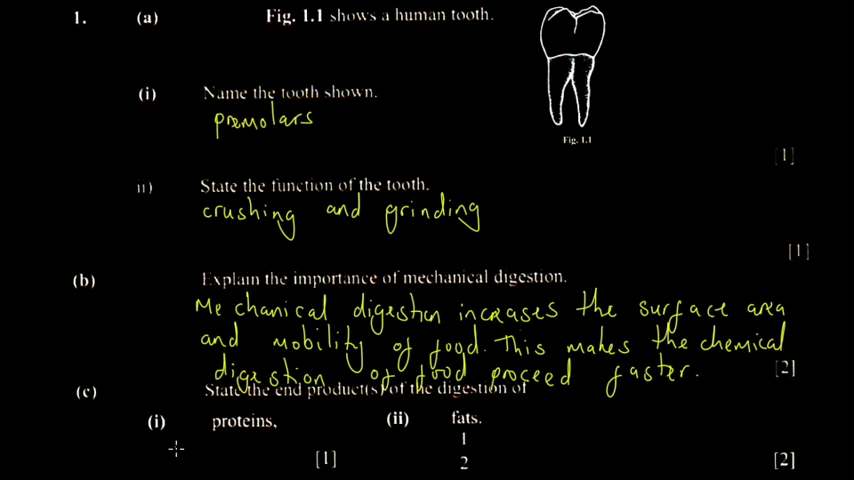 1. (a) Fig. 1.1 shows a human tooth.
(i) Name the tooth shown.
premolars
Fig. 1.1
[1]
ii) State the function of the tooth.
crushing and grinding
[1]
(b) Explain the importance of mechanical digestion.
Mechanical digestion increases the surface area
and mobility of food. This makes the chemical
digestion of food proceed faster. [2]
(c) State the end product(s) of the digestion of
(i) proteins, (ii) fats.
1
[1] 2 [2]